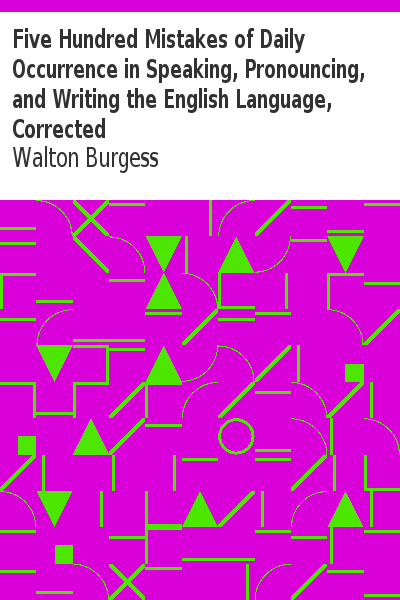 Five Hundred Mistakes of Daily
Occurrence in Speaking, Pronouncing,
and Writing the English Language,
Corrected
Walton Burgess